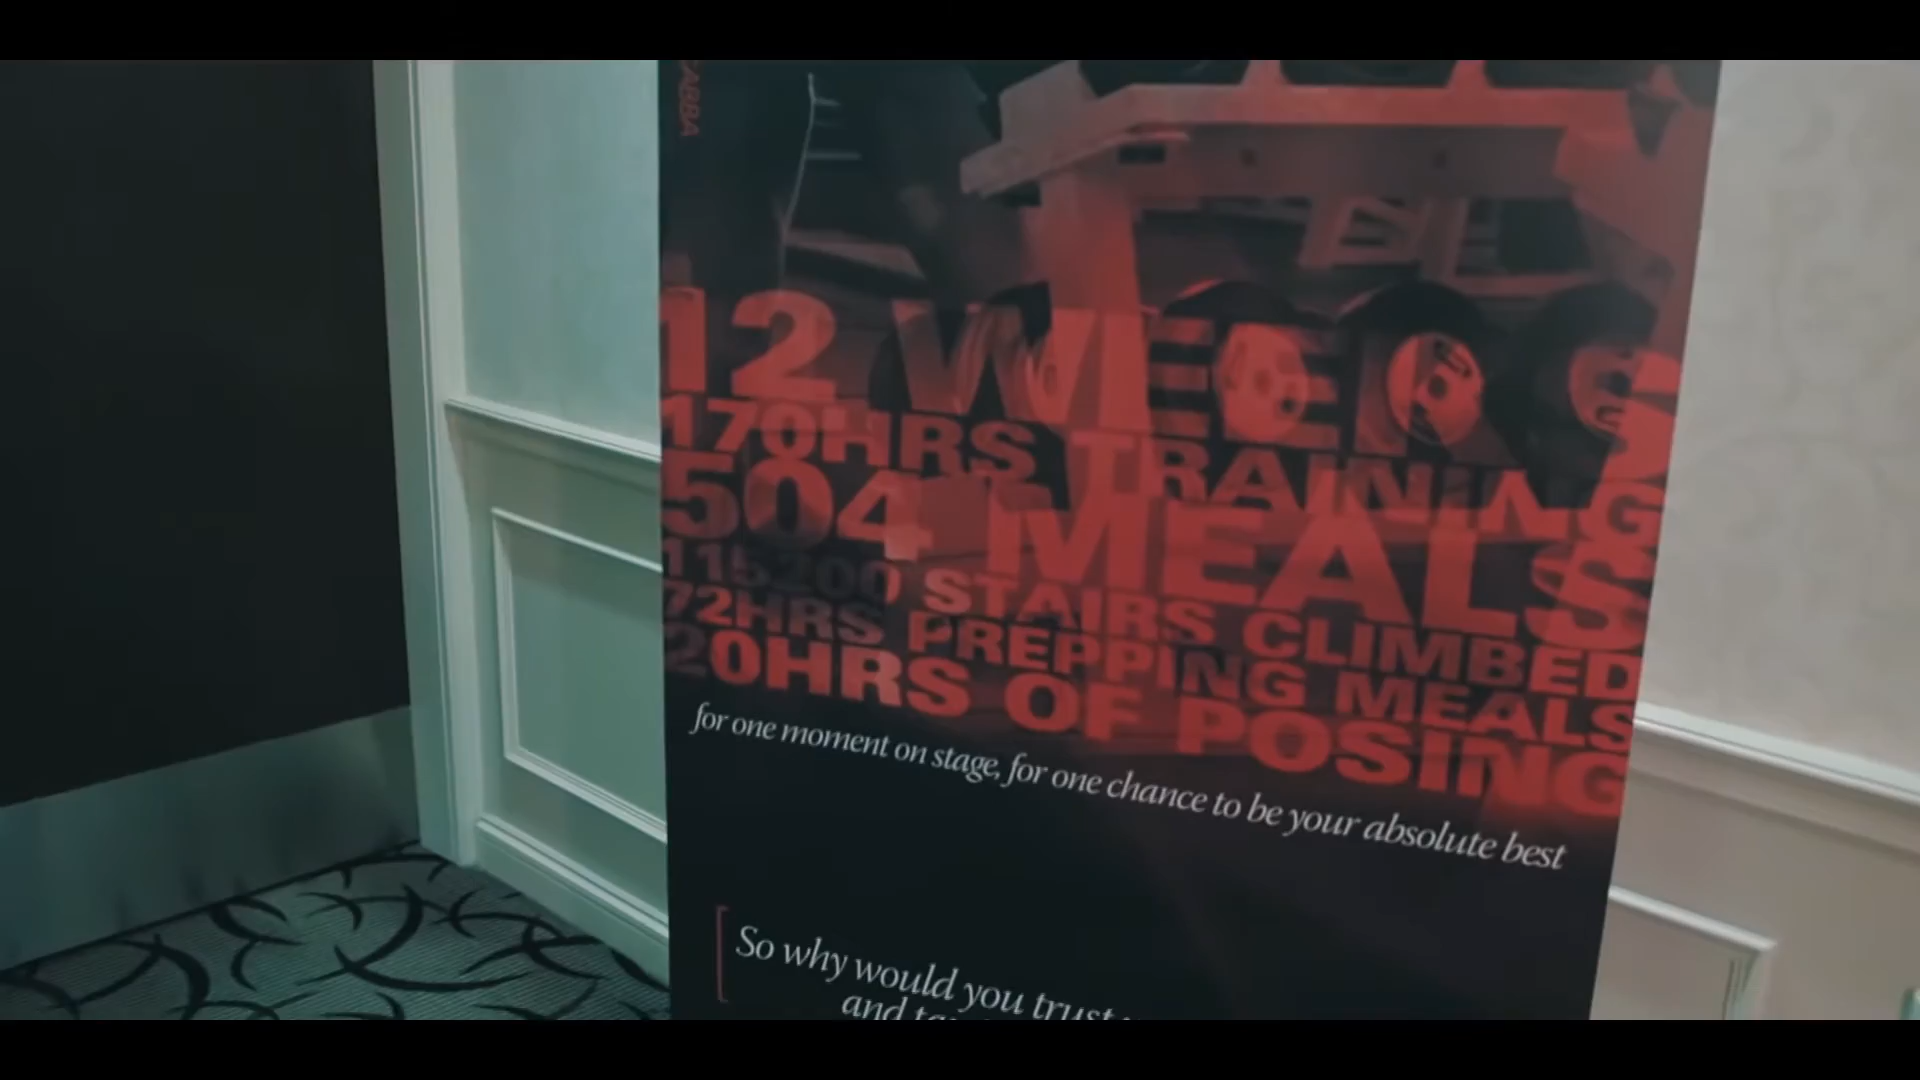 12 WEEKS
170HRS TRAINING
504 MEALS
115200 STAIRS CLIMBED
72HRS PREPPING MEALS
20HRS OF POSING
for one moment on stage, for one chance to be your absolute best
So why would you trust
and